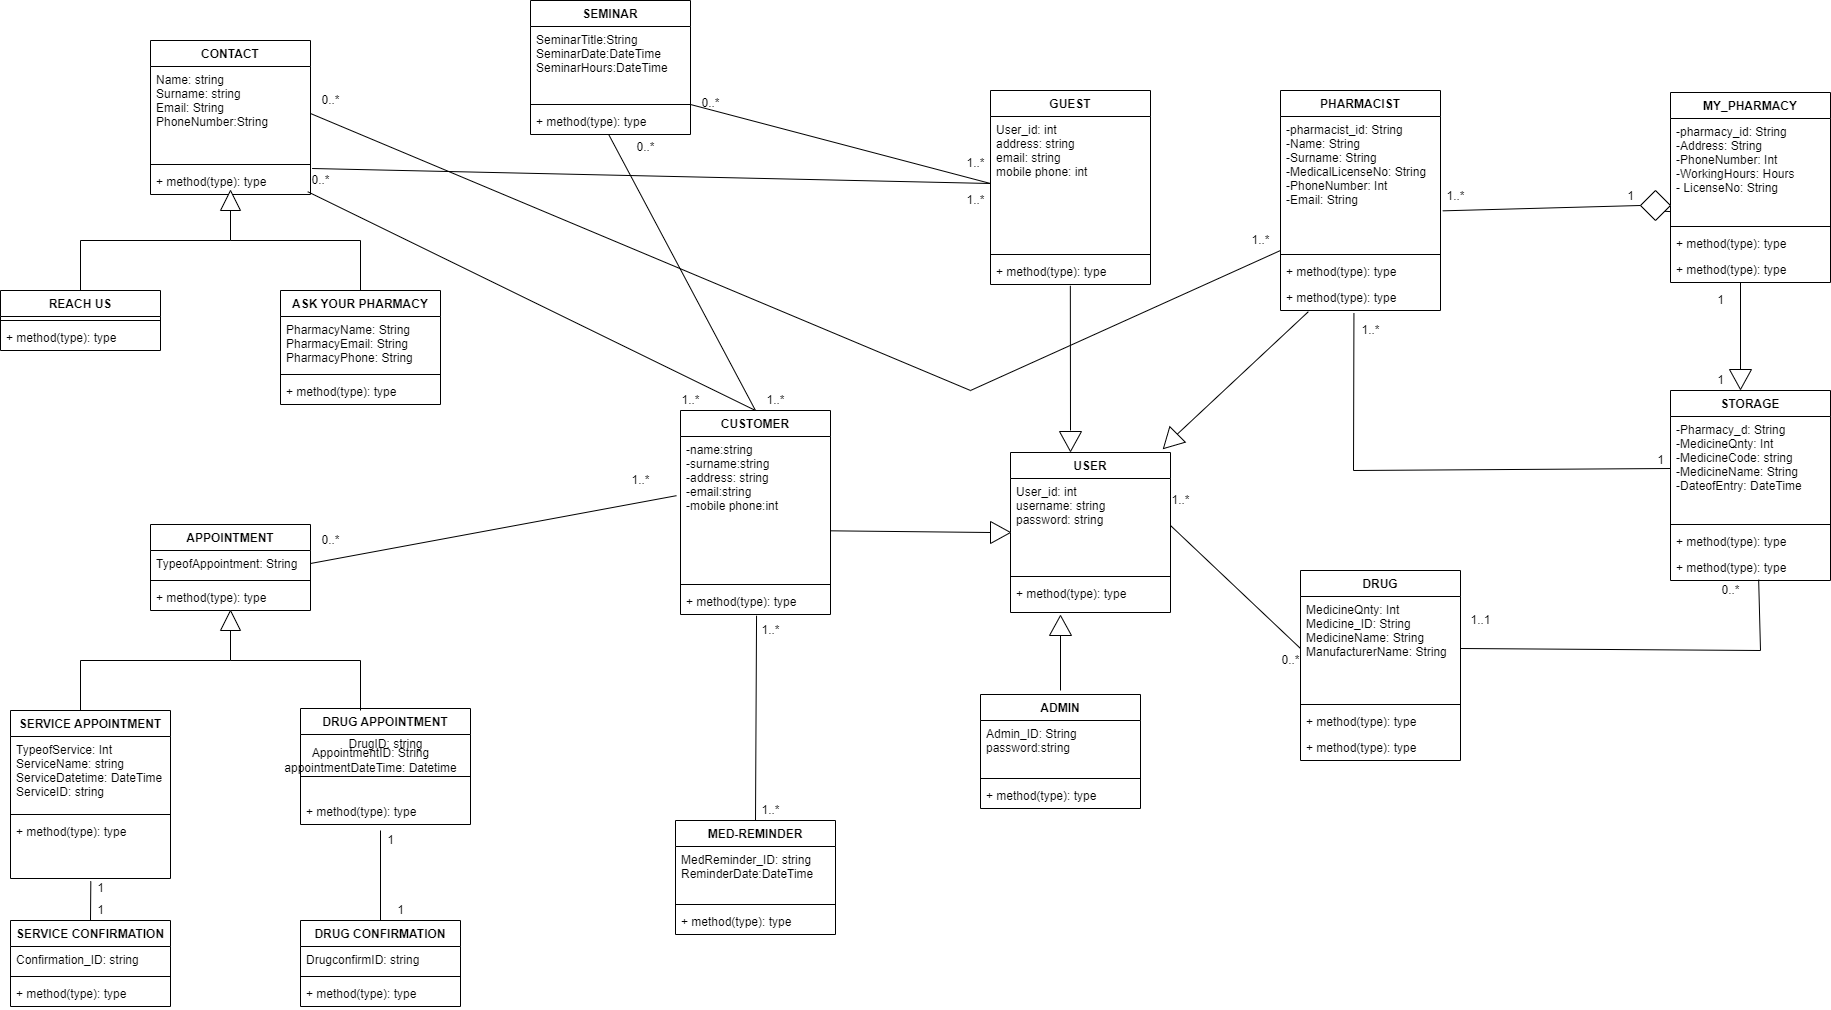 SEMINAR
SeminarTitle:String
SeminarDate:DateTime
SeminarHours:DateTime
+ method(type): type
0..*
0..*
CONTACT
Name: string
Surname: string
Email: String
PhoneNumber:String
+ method(type): type
0..*
0..*
GUEST
User_id: int
address: string
email: string
mobile phone: int
+ method(type): type
1..*
1..*
PHARMACIST
-pharmacist_id: String
-Name: String
-Surname: String
-MedicalLicenseNo: String
-PhoneNumber: Int
-Email: String
+ method(type): type
+ method(type): type
1..*
1..*
1..*
1
MY_PHARMACY
-pharmacy_id: String
-Address: String
-PhoneNumber: Int
-WorkingHours: Hours
- LicenseNo: String
+ method(type): type
+ method(type): type
1
1
REACH US
+ method(type): type
ASK YOUR PHARMACY
PharmacyName: String
PharmacyEmail: String
PharmacyPhone: String
+ method(type): type
1..*
1..*
CUSTOMER
-name:string
-surname:string
-address: string
-email:string
-mobile phone:int
+ method(type): type
1..*
1..*
USER
User_id: int
username: string
password: string
+ method(type): type
1..*
1
STORAGE
-Pharmacy_d: String
-MedicineQnty: Int
-MedicineCode: string
-MedicineName: String
-DateofEntry: DateTime
+ method(type): type
+ method(type): type
0..*
APPOINTMENT
TypeofAppointment: String
+ method(type): type
0..*
DRUG
MedicineQnty: Int
Medicine_ID: String
MedicineName: String
ManufacturerName: String
+ method(type): type
+ method(type): type
0..*
1..1
SERVICE APPOINTMENT
TypeofService: Int
ServiceName: string
ServiceDatetime: DateTime
ServiceID: string
+ method(type): type
1
1
DRUG APPOINTMENT
DrugID: string
AppointmentID: String
appointmentDateTime: Datetime
+ method(type): type
1
1
ADMIN
Admin_ID: String
password:string
+ method(type): type
1..*
MED-REMINDER
MedReminder_ID: string
ReminderDate:DateTime
+ method(type): type
SERVICE CONFIRMATION
Confirmation_ID: string
+ method(type): type
DRUG CONFIRMATION
DrugconfirmID: string
+ method(type): type